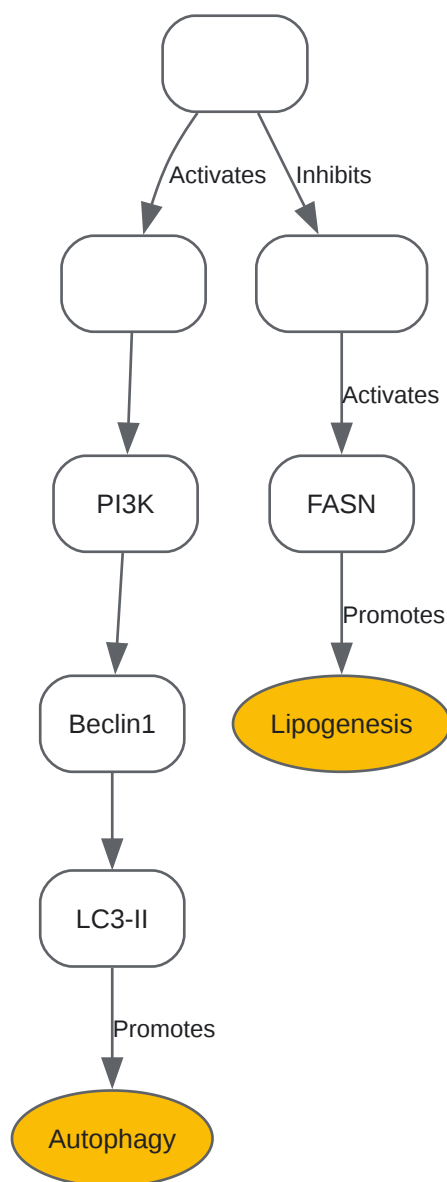 Activates
Inhibits
Activates
PI3K
FASN
Promotes
Beclin1
Lipogenesis
LC3-II
Promotes
Autophagy